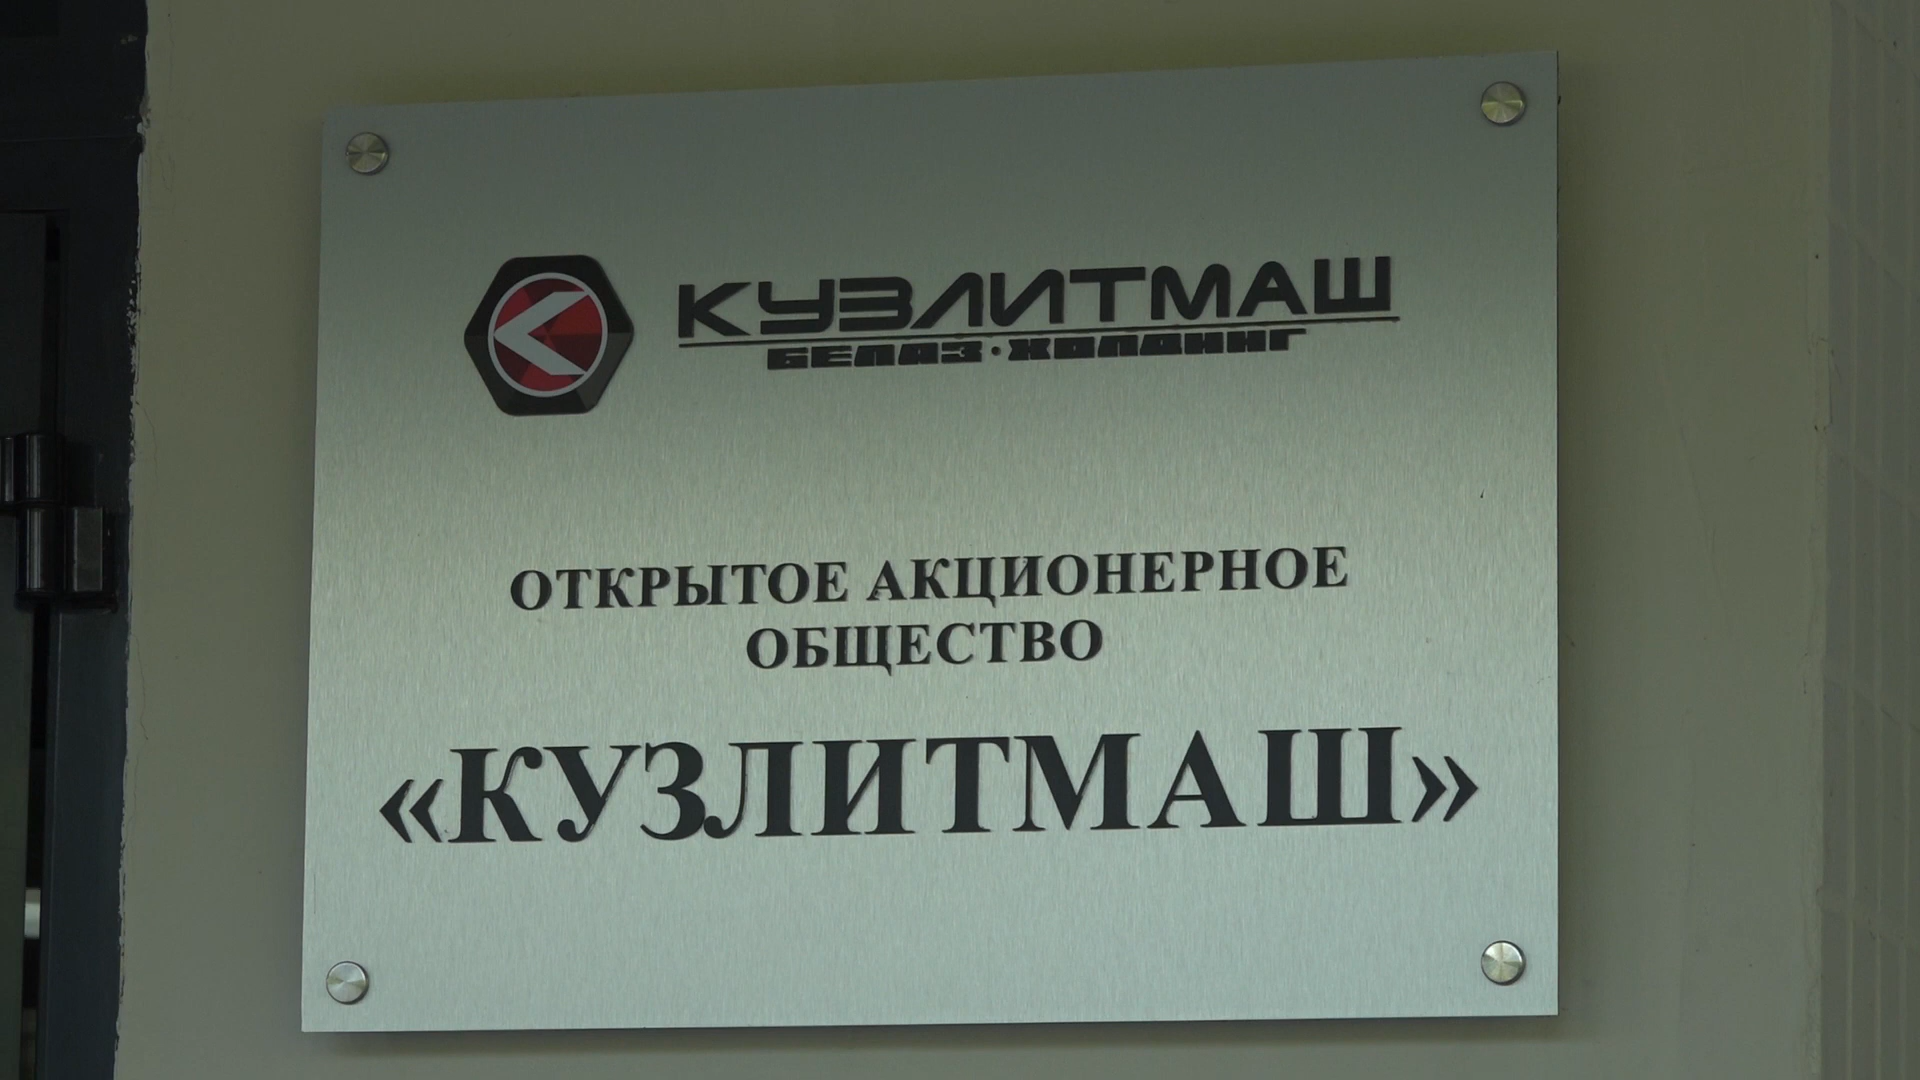 КУЗЛИТМАШ
БЕЛАЗ·ХОЛДИНГ
ОТКРЫТОЕ АКЦИОНЕРНОЕ
ОБЩЕСТВО
«КУЗЛИТМАШ»